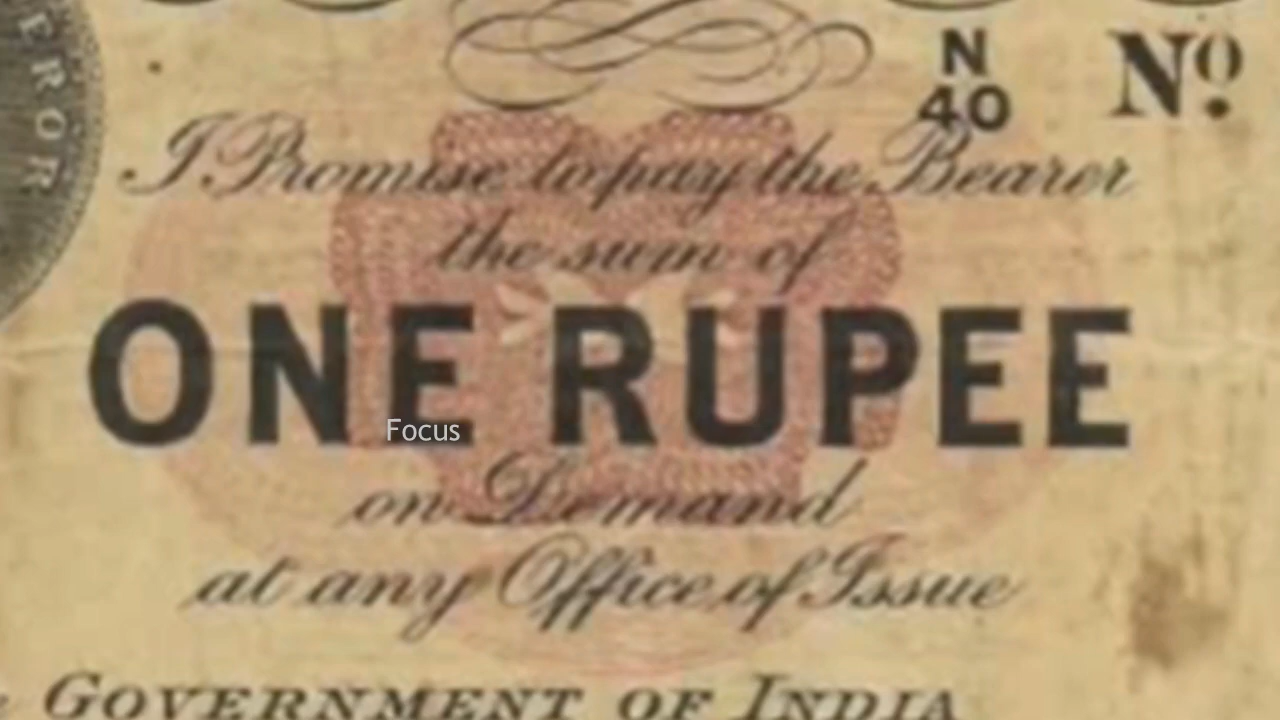 EROR
N
40
No.
I Promise to pay the Bearer
the sum of
ONE RUPEE
Focus
on Demand
at any Office of Issue
GOVERNMENT OF INDIA